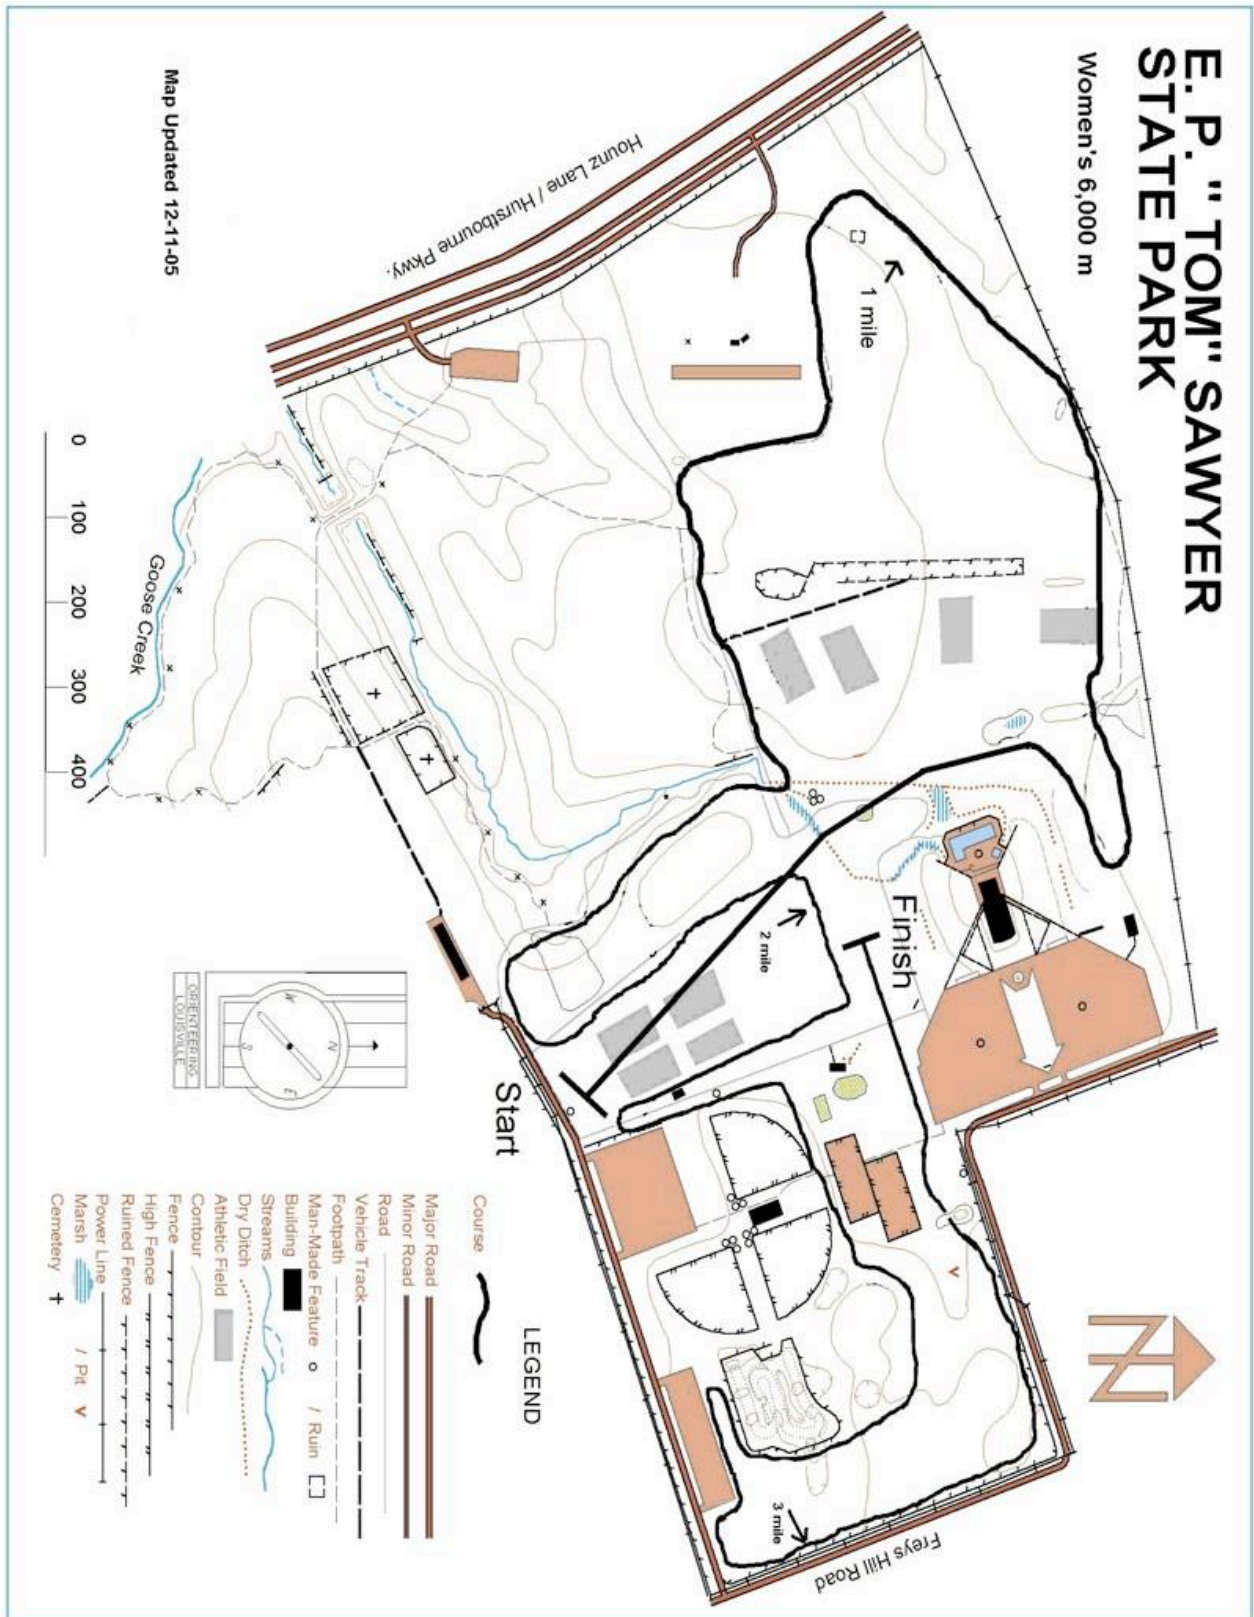 E. P. " TOM" SAWYER
STATE PARK
Women's 6,000 m
Map Updated 12-11-05
Hounz Lane / Hurstbourne Pkwy.
1 mile
Goose Creek
0
100
200
300
400
Finish
2 mile
Start
ORIENTEERING
LOUISVILLE
N
E
S
W
3 mile
Freys Hill Road
N
LEGEND
Course
Major Road
Minor Road
Road
Vehicle Track
Footpath
Man-Made Feature / Ruin
Building
Streams
Dry Ditch
Athletic Field
Contour
Fence
High Fence
Ruined Fence
Power Line / Pit
Marsh
Cemetery